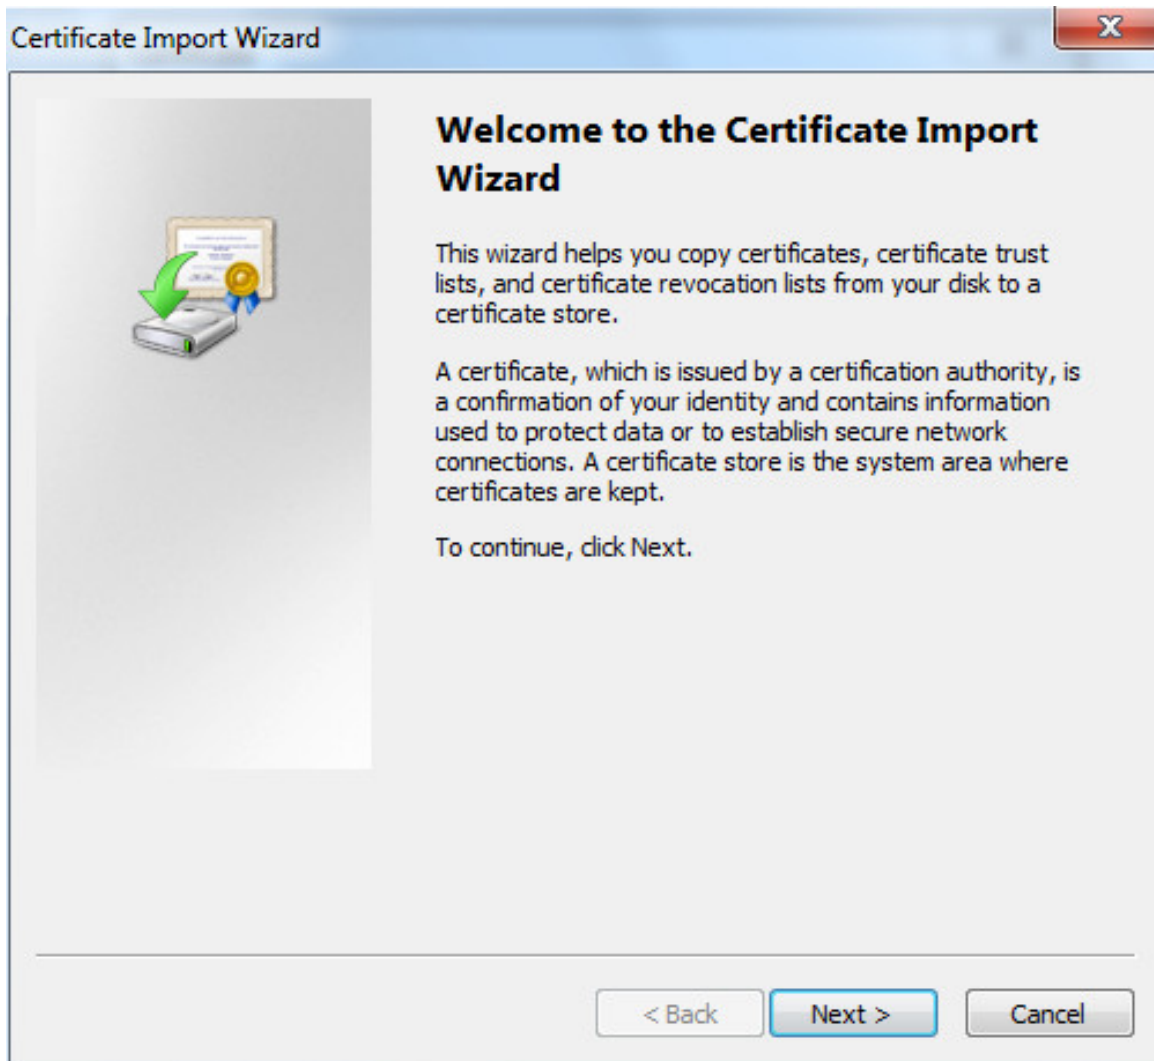 Certificate Import Wizard
X
Welcome to the Certificate Import
Wizard
This wizard helps you copy certificates, certificate trust
lists, and certificate revocation lists from your disk to a
certificate store.
A certificate, which is issued by a certification authority, is
a confirmation of your identity and contains information
used to protect data or to establish secure network
connections. A certificate store is the system area where
certificates are kept.
To continue, click Next.
< Back Next > Cancel